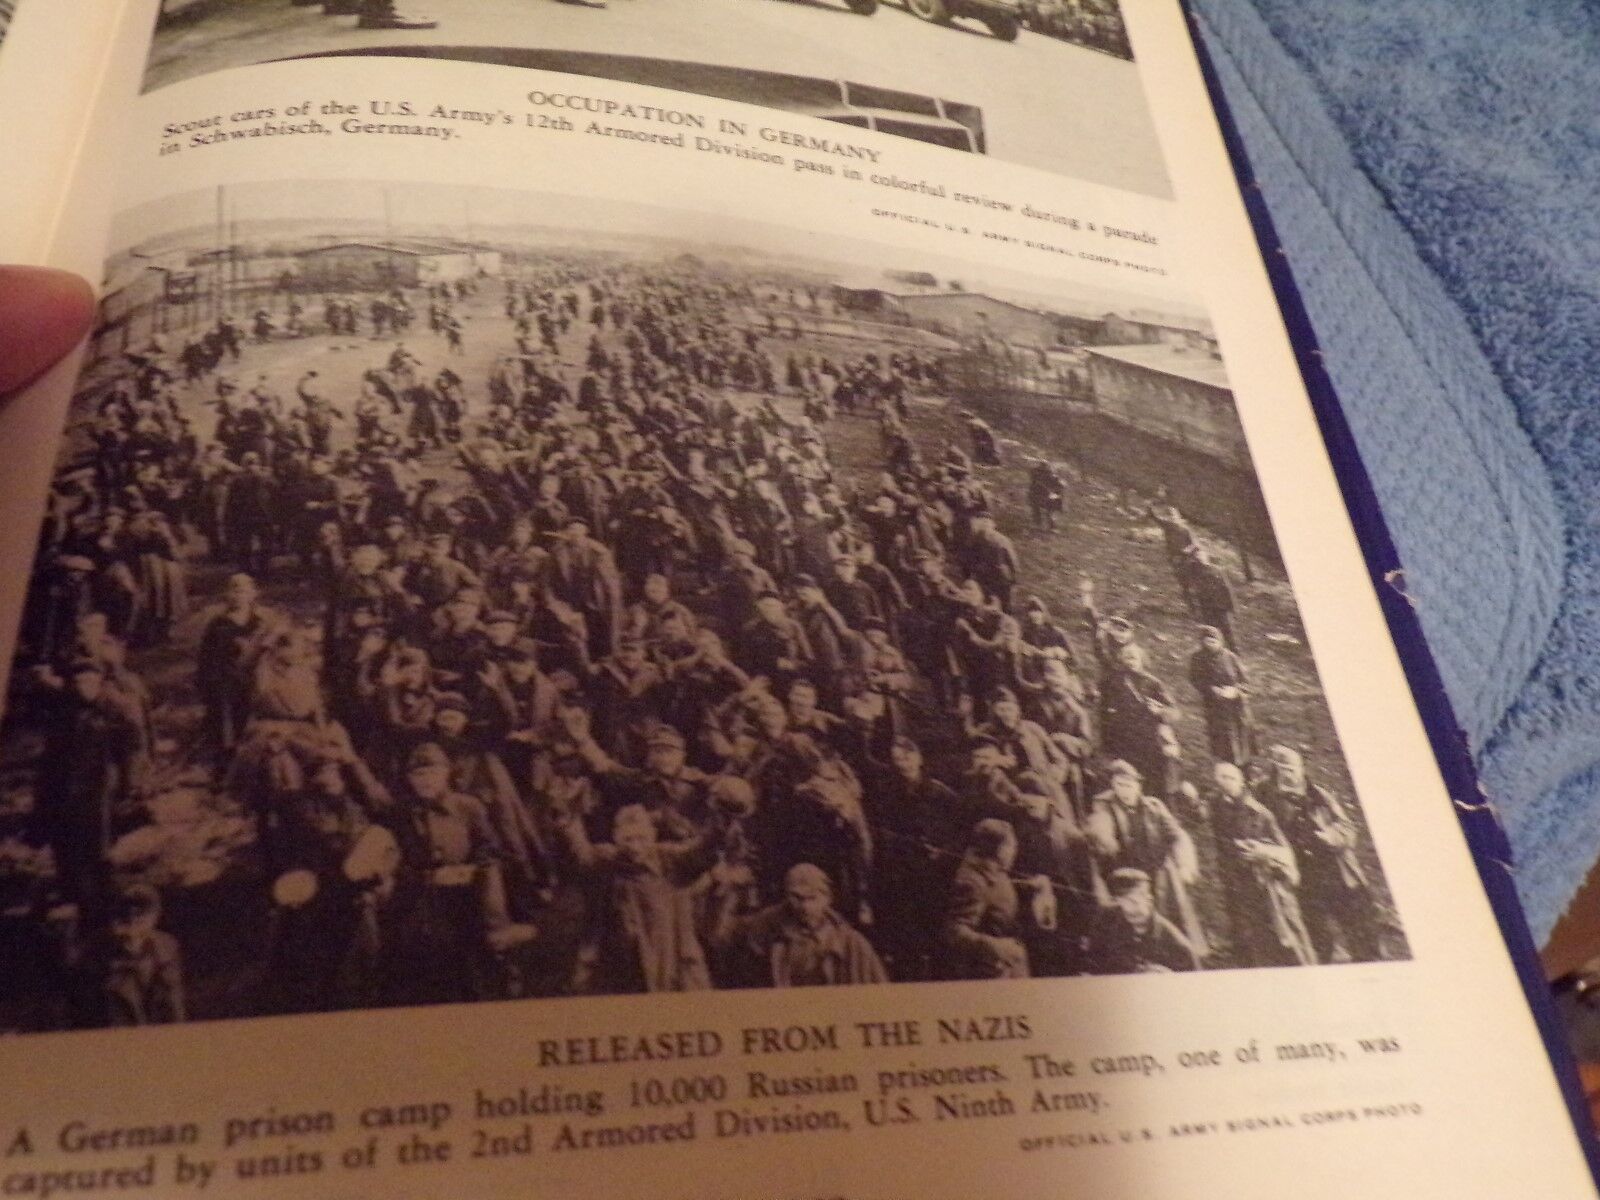 OCCUPATION IN GERMANY
Scout cars of the U.S. Army's 12th Armored Division pass in colorful review during a parade
in Schwabisch, Germany.
OFFICIAL U.S. ARMY SIGNAL CORPS PHOTO
RELEASED FROM THE NAZIS
A German prison camp holding 10,000 Russian prisoners. The camp, one of many, was
captured by units of the 2nd Armored Division, U.S. Ninth Army.
OFFICIAL U.S. ARMY SIGNAL CORPS PHOTO